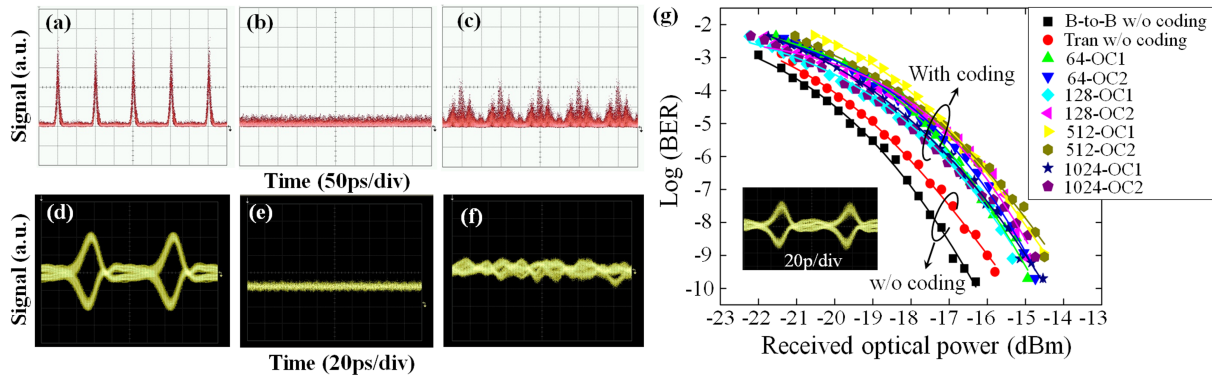 (a)
(b)
(c)
Signal (a.u.)
Time (50ps/div)
(d)
(e)
(f)
Signal (a.u.)
Time (20ps/div)
(g)
-2
-3
-4
-5
-6
-7
-8
-9
-10
Log (BER)
-23 -22 -21 -20 -19 -18 -17 -16 -15 -14 -13
Received optical power (dBm)
With coding
w/o coding
20p/div
B-to-B w/o coding
Tran w/o coding
64-OC1
64-OC2
128-OC1
128-OC2
512-OC1
512-OC2
1024-OC1
1024-OC2